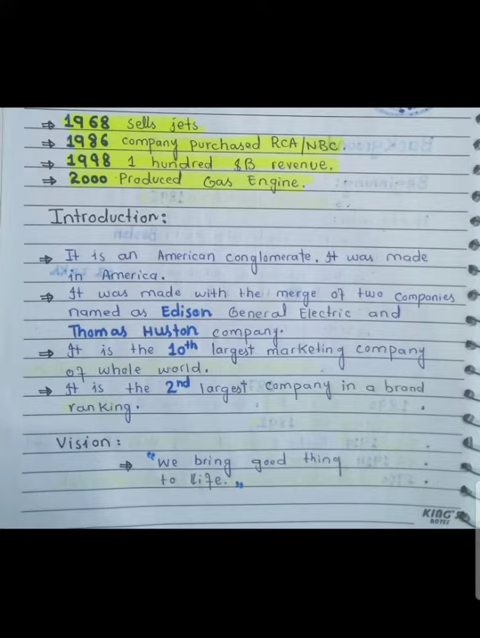 ⇒ 1968 sells jets
⇒ 1986 company purchased RCA/NBC.
⇒ 1998 1 hundred $B revenue.
⇒ 2000 Produced Gas Engine.
Introduction:
⇒ It is an American conglomerate. It was made
in America.
⇒ It was made with the merge of two companies
named as Edison General Electric and
Thomas Huston company.
⇒ It is the 10th largest marketing company
of whole world.
⇒ It is the 2nd largest company in a brand
ranking.
Vision:
⇒ "we bring good thing
to life."
KING'S
NOTES